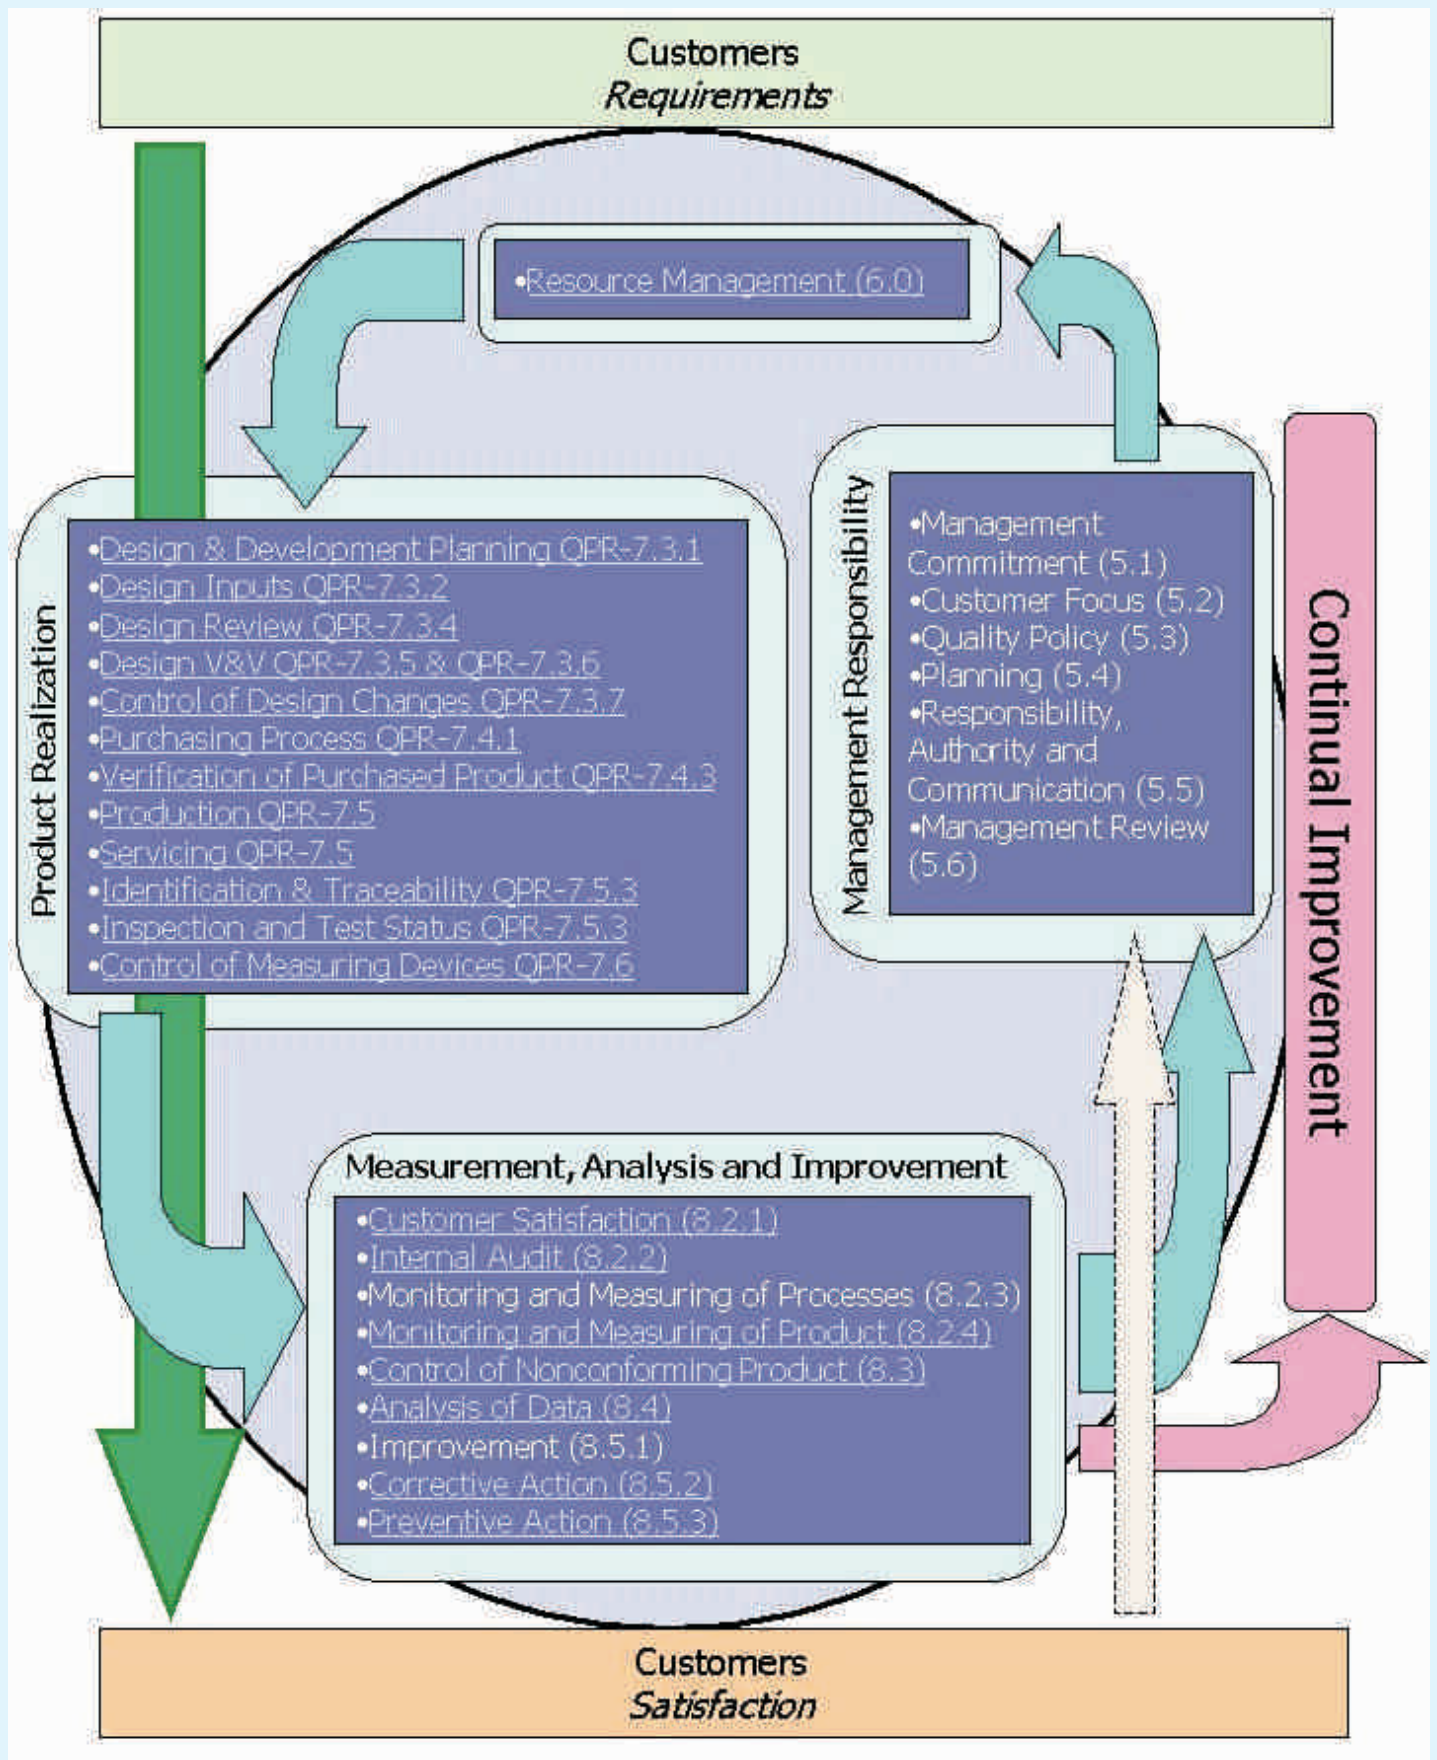 Customers
Requirements
•Resource Management (6.0)
Product Realization
•Design & Development Planning QPR-7.3.1
•Design Inputs QPR-7.3.2
•Design Review QPR-7.3.4
•Design V&V QPR-7.3.5 & QPR-7.3.6
•Control of Design Changes QPR-7.3.7
•Purchasing Process QPR-7.4.1
•Verification of Purchased Product QPR-7.4.3
•Production QPR-7.5
•Servicing QPR-7.5
•Identification & Traceability QPR-7.5.3
•Inspection and Test Status QPR-7.5.3
•Control of Measuring Devices QPR-7.6
Management Responsibility
•Management
Commitment (5.1)
•Customer Focus (5.2)
•Quality Policy (5.3)
•Planning (5.4)
•Responsibility,
Authority and
Communication (5.5)
•Management Review
(5.6)
Continual Improvement
Measurement, Analysis and Improvement
•Customer Satisfaction (8.2.1)
•Internal Audit (8.2.2)
•Monitoring and Measuring of Processes (8.2.3)
•Monitoring and Measuring of Product (8.2.4)
•Control of Nonconforming Product (8.3)
•Analysis of Data (8.4)
•Improvement (8.5.1)
•Corrective Action (8.5.2)
•Preventive Action (8.5.3)
Customers
Satisfaction